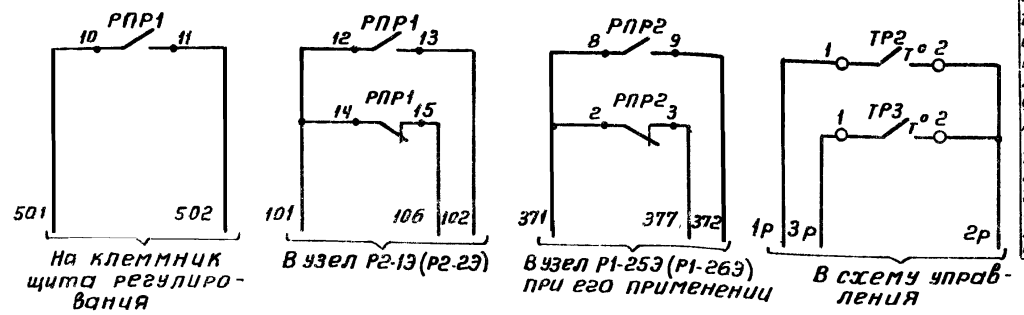 РПР1
10 11
501 502
На клеммник
щита регулиро-
вания
РПР1
12 13
РПР1
14 15
101 106 102
В узел Р2-1Э (Р2-2Э)
РПР2
8 9
РПР2
2 3
371 377 372
В узел Р1-25Э (Р1-26Э)
при его применении
ТР2
1 Т° 2
ТР3
1 Т° 2
1Р 3Р 2Р
В схему управ-
ления